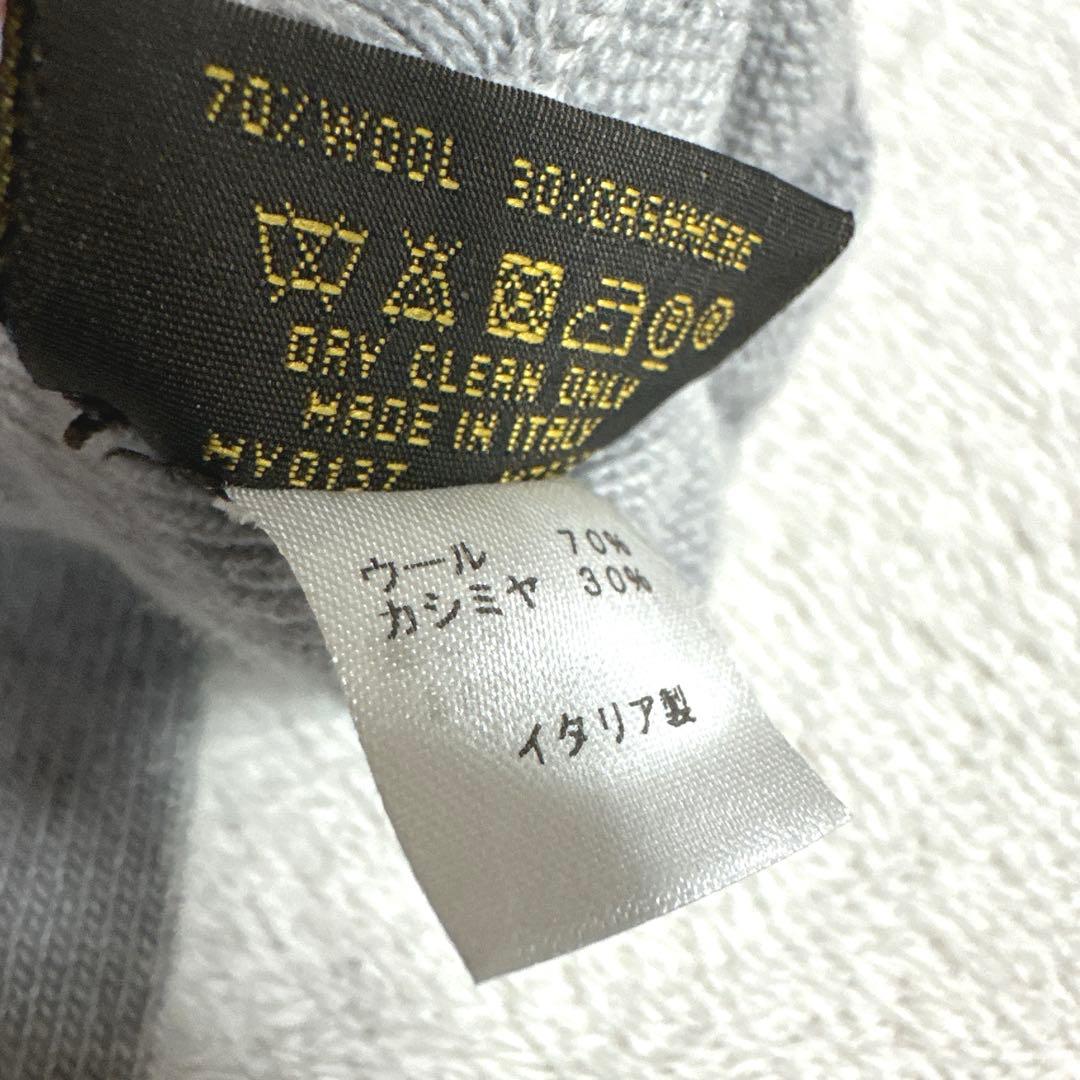 70%WOOL 30%CASHMERE
DRY CLEAN ONLY
MADE IN ITALY
ウール 70%
カシミヤ 30%
イタリア製